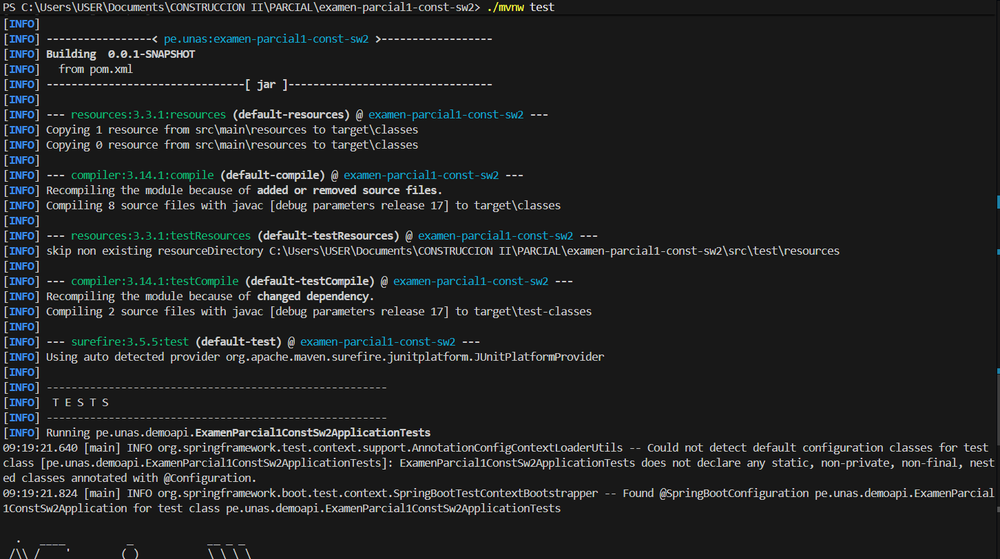 PS C:\Users\USER\Documents\CONSTRUCCION II\PARCIAL\examen-parcial1-const-sw2> ./mvnw test
[INFO]
[INFO] -----------------< pe.unas:examen-parcial1-const-sw2 >------------------
[INFO] Building  0.0.1-SNAPSHOT
[INFO]   from pom.xml
[INFO] --------------------------------[ jar ]---------------------------------
[INFO]
[INFO] --- resources:3.3.1:resources (default-resources) @ examen-parcial1-const-sw2 ---
[INFO] Copying 1 resource from src\main\resources to target\classes
[INFO] Copying 0 resource from src\main\resources to target\classes
[INFO]
[INFO] --- compiler:3.14.1:compile (default-compile) @ examen-parcial1-const-sw2 ---
[INFO] Recompiling the module because of added or removed source files.
[INFO] Compiling 8 source files with javac [debug parameters release 17] to target\classes
[INFO]
[INFO] --- resources:3.3.1:testResources (default-testResources) @ examen-parcial1-const-sw2 ---
[INFO] skip non existing resourceDirectory C:\Users\USER\Documents\CONSTRUCCION II\PARCIAL\examen-parcial1-const-sw2\src\test\resources
[INFO]
[INFO] --- compiler:3.14.1:testCompile (default-testCompile) @ examen-parcial1-const-sw2 ---
[INFO] Recompiling the module because of changed dependency.
[INFO] Compiling 2 source files with javac [debug parameters release 17] to target\test-classes
[INFO]
[INFO] --- surefire:3.5.5:test (default-test) @ examen-parcial1-const-sw2 ---
[INFO] Using auto detected provider org.apache.maven.surefire.junitplatform.JUnitPlatformProvider
[INFO]
[INFO] -------------------------------------------------------
[INFO]  T E S T S
[INFO] -------------------------------------------------------
[INFO] Running pe.unas.demoapi.ExamenParcial1ConstSw2ApplicationTests
09:19:21.640 [main] INFO org.springframework.test.context.support.AnnotationConfigContextLoaderUtils -- Could not detect default configuration classes for test
class [pe.unas.demoapi.ExamenParcial1ConstSw2ApplicationTests]: ExamenParcial1ConstSw2ApplicationTests does not declare any static, non-private, non-final, nest
ed classes annotated with @Configuration.
09:19:21.824 [main] INFO org.springframework.boot.test.context.SpringBootTestContextBootstrapper -- Found @SpringBootConfiguration pe.unas.demoapi.ExamenParcial
1ConstSw2Application for test class pe.unas.demoapi.ExamenParcial1ConstSw2ApplicationTests